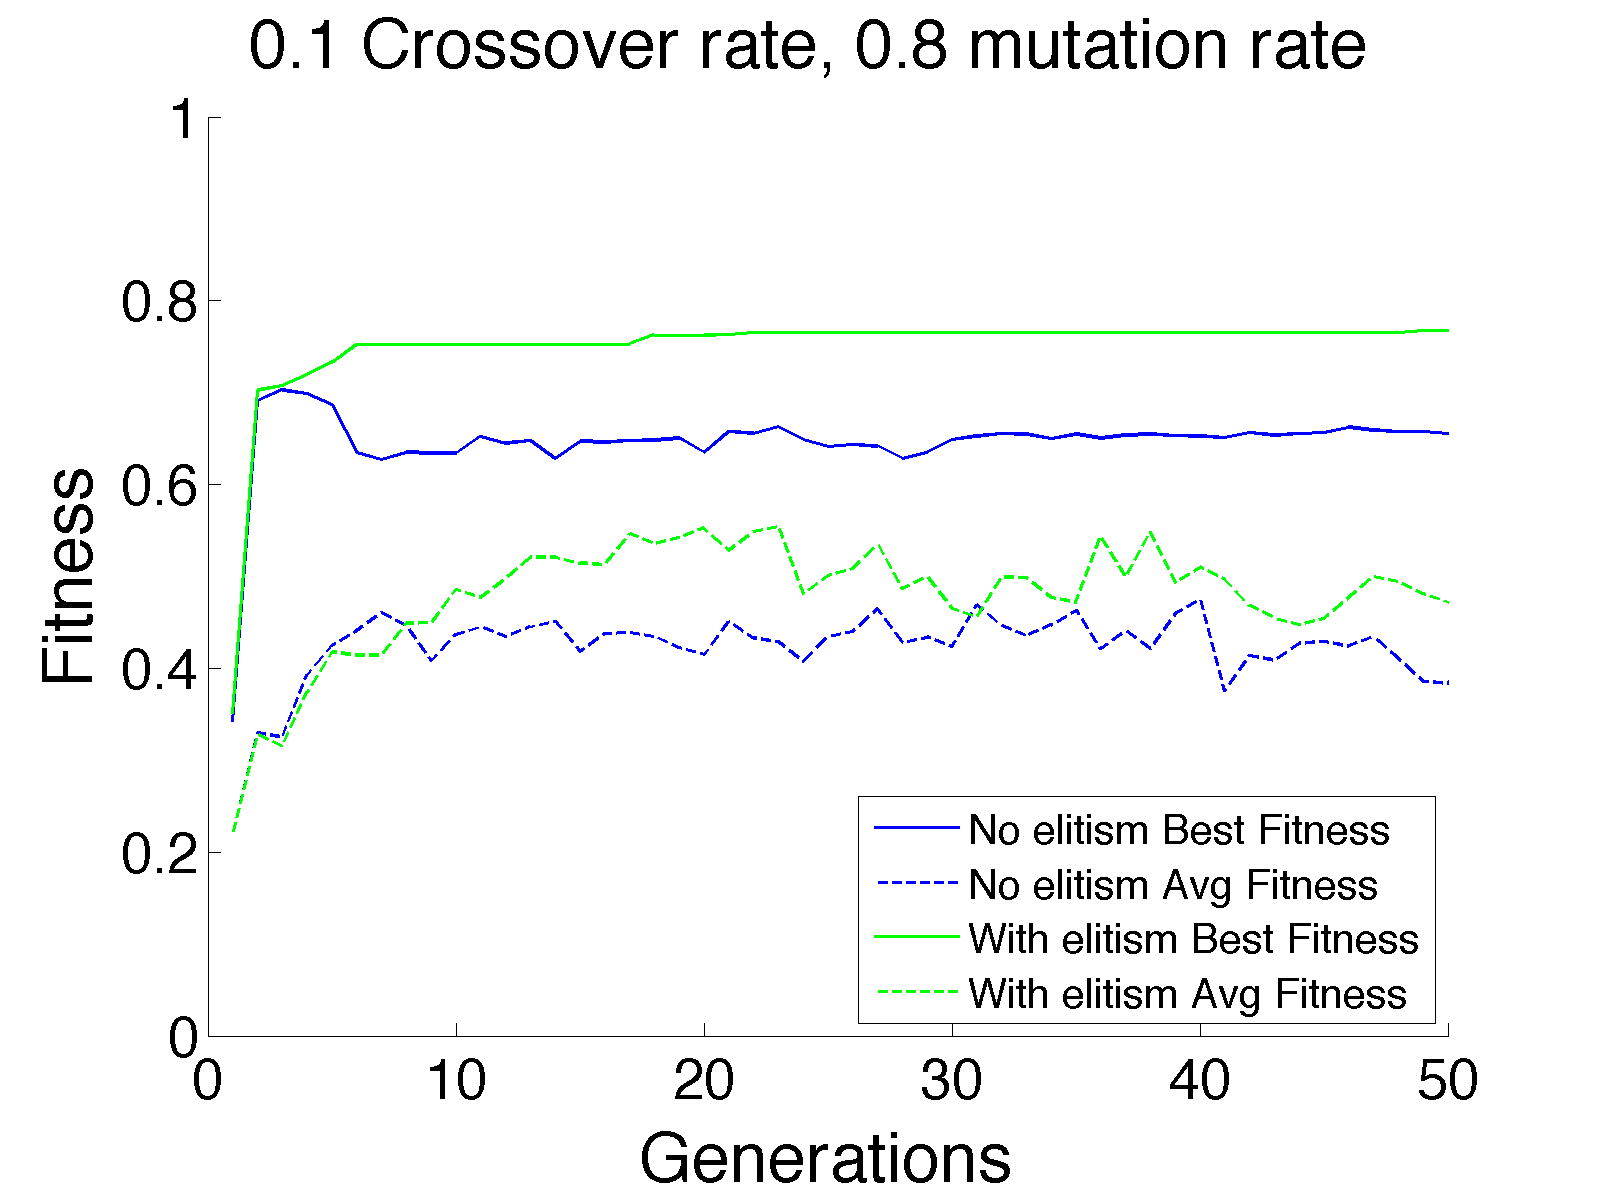 0.1 Crossover rate, 0.8 mutation rate
1
0.8
0.6
0.4
0.2
0
Fitness
No elitism Best Fitness
No elitism Avg Fitness
With elitism Best Fitness
With elitism Avg Fitness
0 10 20 30 40 50
Generations